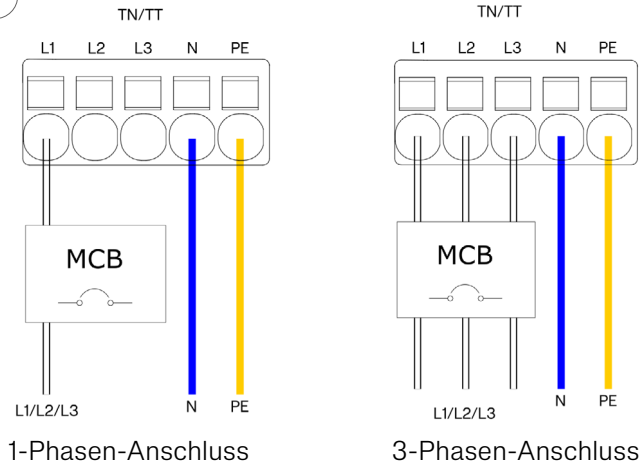 TN/TT
L1 L2 L3 N PE
MCB
L1/L2/L3 N PE
1-Phasen-Anschluss
TN/TT
L1 L2 L3 N PE
MCB
L1/L2/L3 N PE
3-Phasen-Anschluss